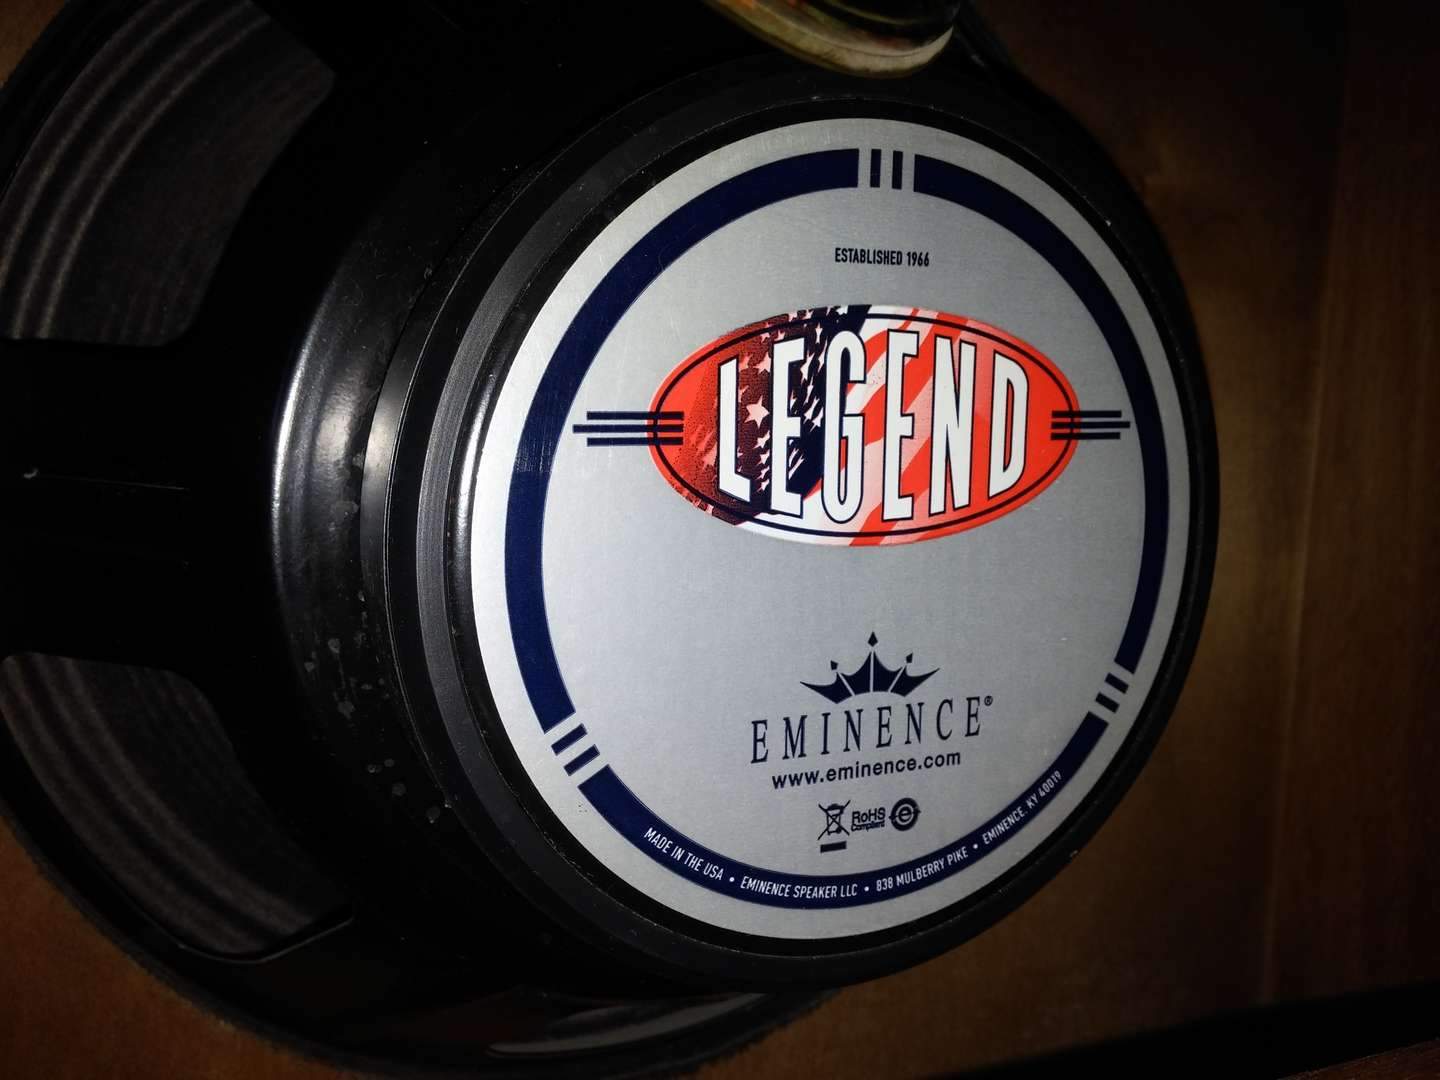 ESTABLISHED 1966
LEGEND
EMINENCE®
www.eminence.com
RoHS
Compliant
e
MADE IN THE USA • EMINENCE SPEAKER LLC • 838 MULBERRY PIKE • EMINENCE, KY 40019